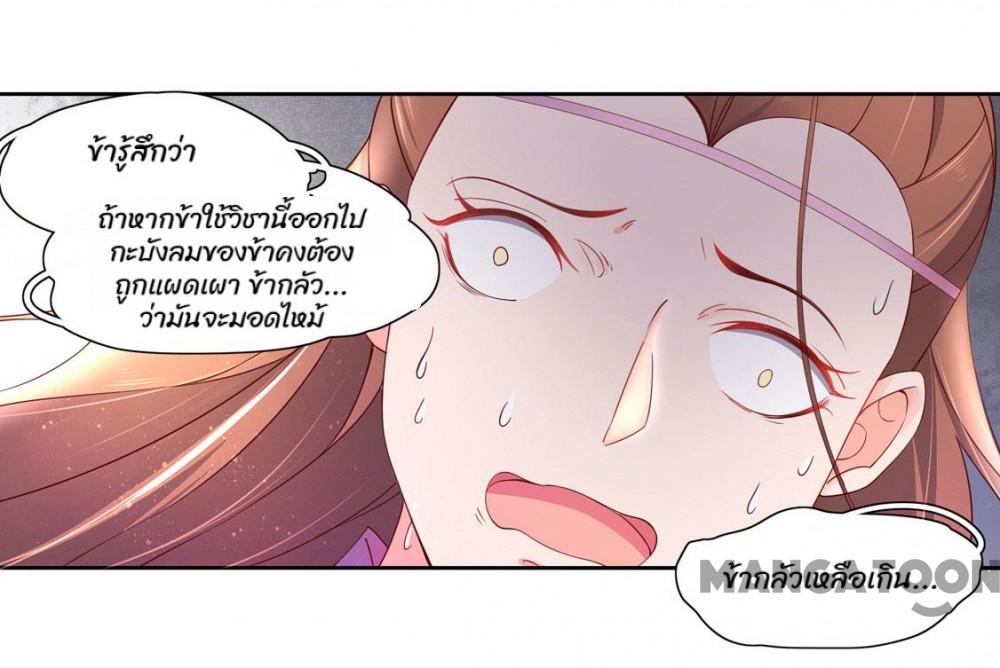 ข้ารู้สึกว่า
ถ้าหากข้าใช้วิชานี้ออกไป
กะบังลมของข้าคงต้อง
ถูกแผดเผา ข้ากลัว...
ว่ามันจะมอดไหม้
ข้ากลัวเหลือเกิน...
MANGATOON